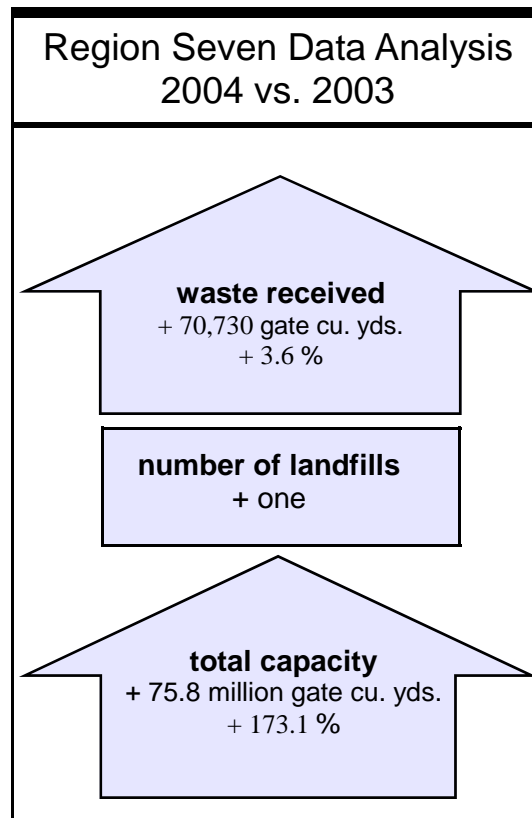 Region Seven Data Analysis
2004 vs. 2003
waste received
+ 70,730 gate cu. yds.
+ 3.6 %
number of landfills
+ one
total capacity
+ 75.8 million gate cu. yds.
+ 173.1 %